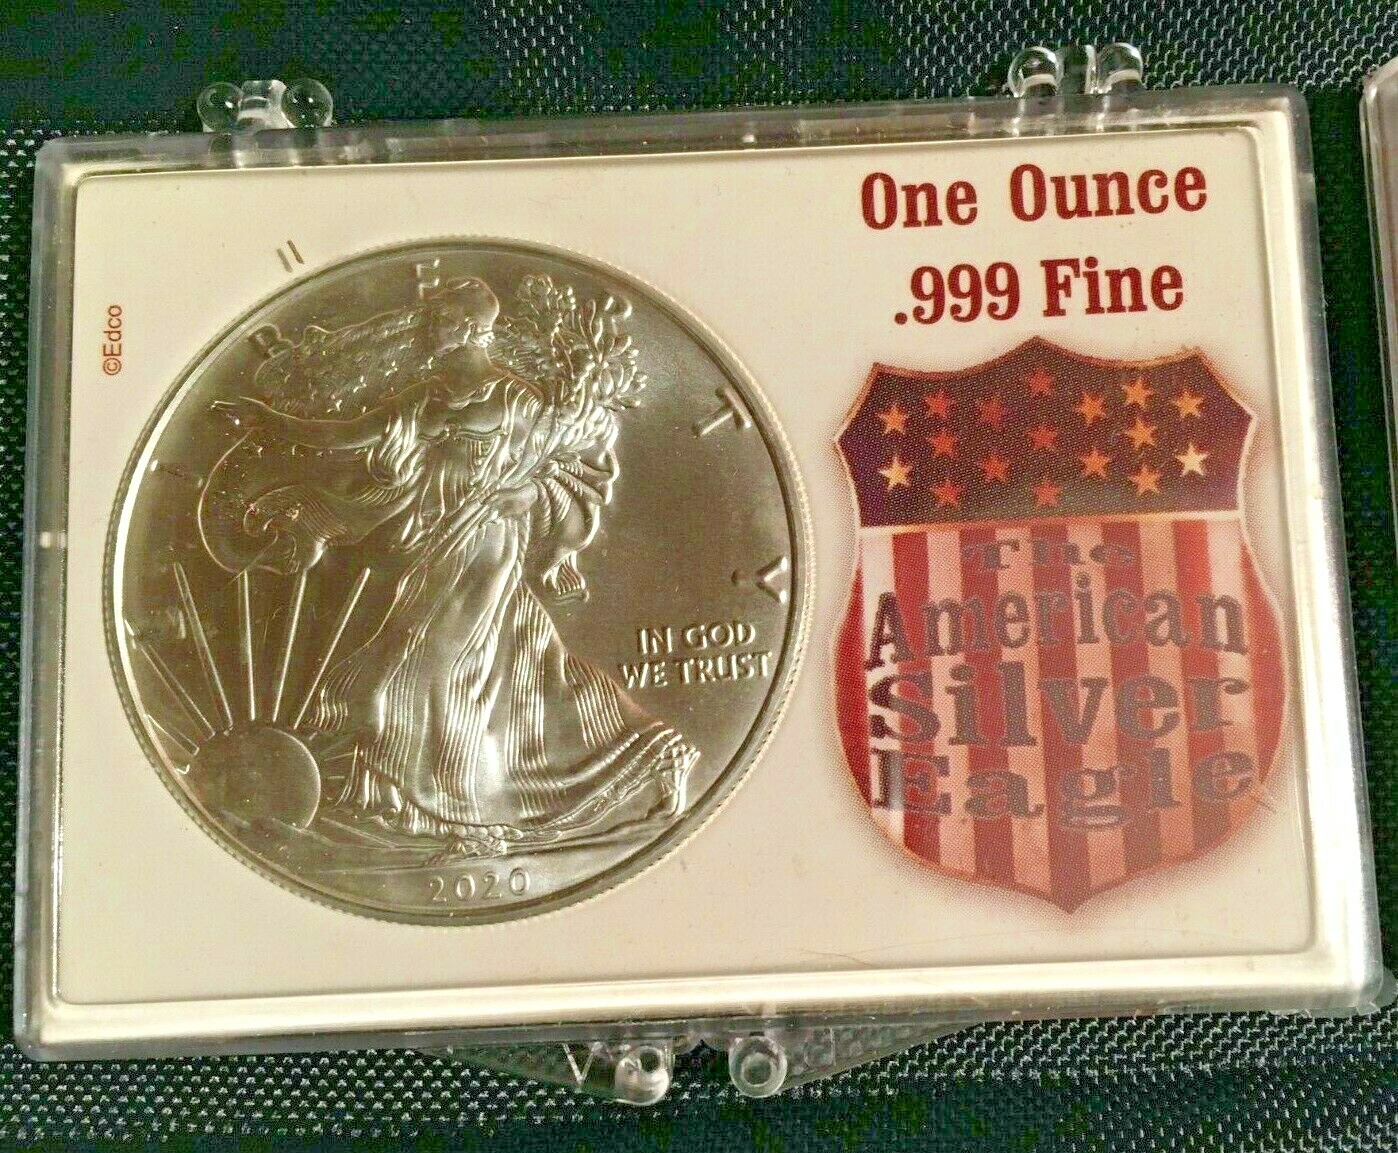 One Ounce
.999 Fine
©Edco
LIBERTY
IN GOD
WE TRUST
2020
The
American
Silver
Eagle